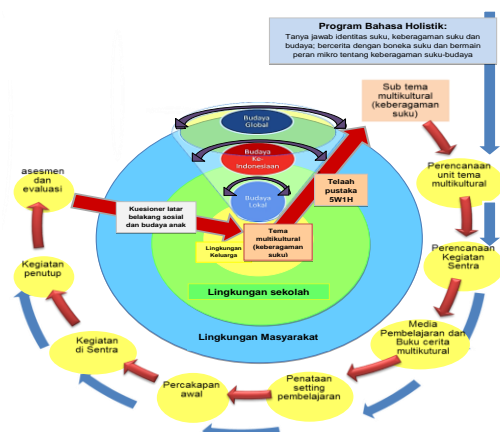 Program Bahasa Holistik:
Tanya jawab identitas suku, keberagaman suku dan
budaya; bercerita dengan boneka suku dan bermain
peran mikro tentang keberagaman suku-budaya
Budaya
Global
Budaya
Ke-
Indonesiaan
Budaya
Lokal
Sub tema
multikultural
(keberagaman
suku)
Telaah
pustaka
5W1H
Kuesioner latar
belakang sosial
dan budaya anak
Tema
multikultural
(keberagaman
suku)
Lingkungan
Keluarga
Lingkungan sekolah
Lingkungan Masyarakat
Perencanaan
unit tema
multikultural
Perencanaan
Kegiatan
Sentra
Media
Pembelajaran dan
Buku cerita
multikutural
Penataan
setting
pembelajaran
Percakapan
awal
Kegiatan
di Sentra
Kegiatan
penutup
asesmen
dan
evaluasi